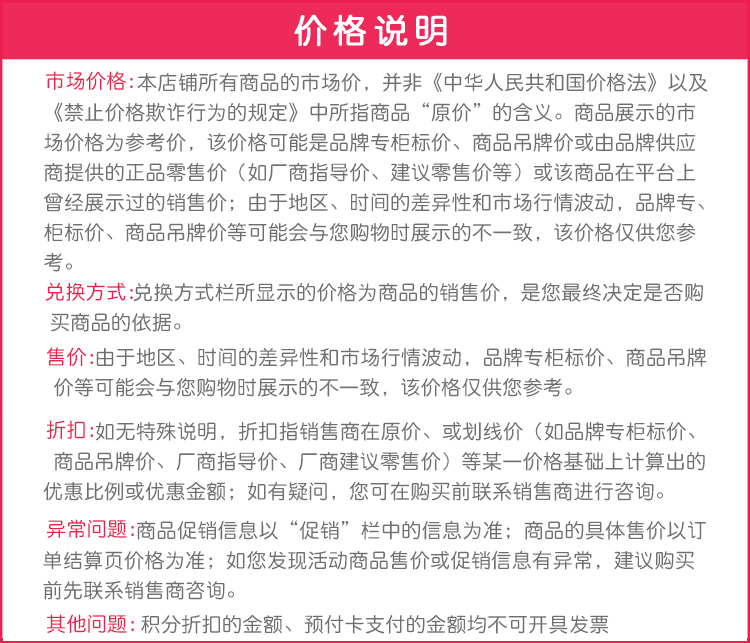 价格说明
市场价格:本店铺所有商品的市场价，并非《中华人民共和国价格法》以及
《禁止价格欺诈行为的规定》中所指商品“原价”的含义。商品展示的市
场价格为参考价，该价格可能是品牌专柜标价、商品吊牌价或由品牌供应
商提供的正品零售价（如厂商指导价、建议零售价等）或该商品在平台上
曾经展示过的销售价；由于地区、时间的差异性和市场行情波动，品牌专、
柜标价、商品吊牌价等可能会与您购物时展示的不一致，该价格仅供您参
考。
兑换方式:兑换方式栏所显示的价格为商品的销售价，是您最终决定是否购
买商品的依据。
售价:由于地区、时间的差异性和市场行情波动，品牌专柜标价、商品吊牌
价等可能会与您购物时展示的不一致，该价格仅供您参考。
折扣:如无特殊说明，折扣指销售商在原价、或划线价（如品牌专柜标价、
商品吊牌价、厂商指导价、厂商建议零售价）等某一价格基础上计算出的
优惠比例或优惠金额；如有疑问，您可在购买前联系销售商进行咨询。
异常问题:商品促销信息以“促销”栏中的信息为准；商品的具体售价以订
单结算页价格为准；如您发现活动商品售价或促销信息有异常，建议购买
前先联系销售商咨询。
其他问题:积分折扣的金额、预付卡支付的金额均不可开具发票